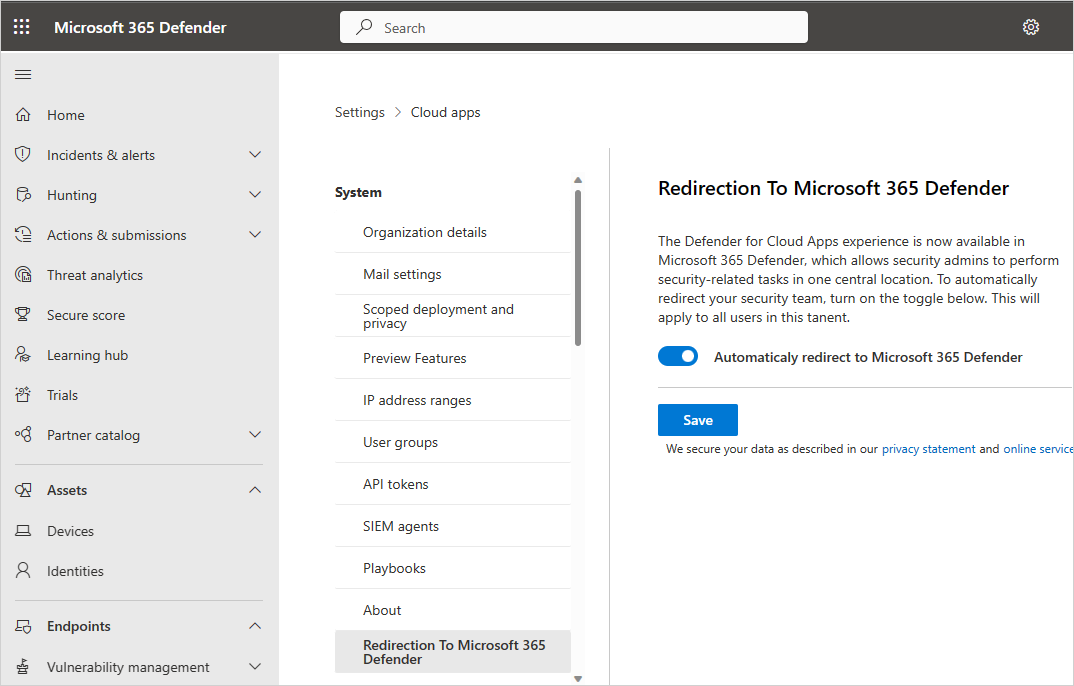 Microsoft 365 Defender
Search
Home
Incidents & alerts
Hunting
Actions & submissions
Threat analytics
Secure score
Learning hub
Trials
Partner catalog
Assets
Devices
Identities
Endpoints
Vulnerability management
Settings > Cloud apps
System
Organization details
Mail settings
Scoped deployment and
privacy
Preview Features
IP address ranges
User groups
API tokens
SIEM agents
Playbooks
About
Redirection To Microsoft 365
Defender
Redirection To Microsoft 365 Defender
The Defender for Cloud Apps experience is now available in
Microsoft 365 Defender, which allows security admins to perform
security-related tasks in one central location. To automatically
redirect your security team, turn on the toggle below. This will
apply to all users in this tanent.
Automaticaly redirect to Microsoft 365 Defender
Save
We secure your data as described in our privacy statement and online service